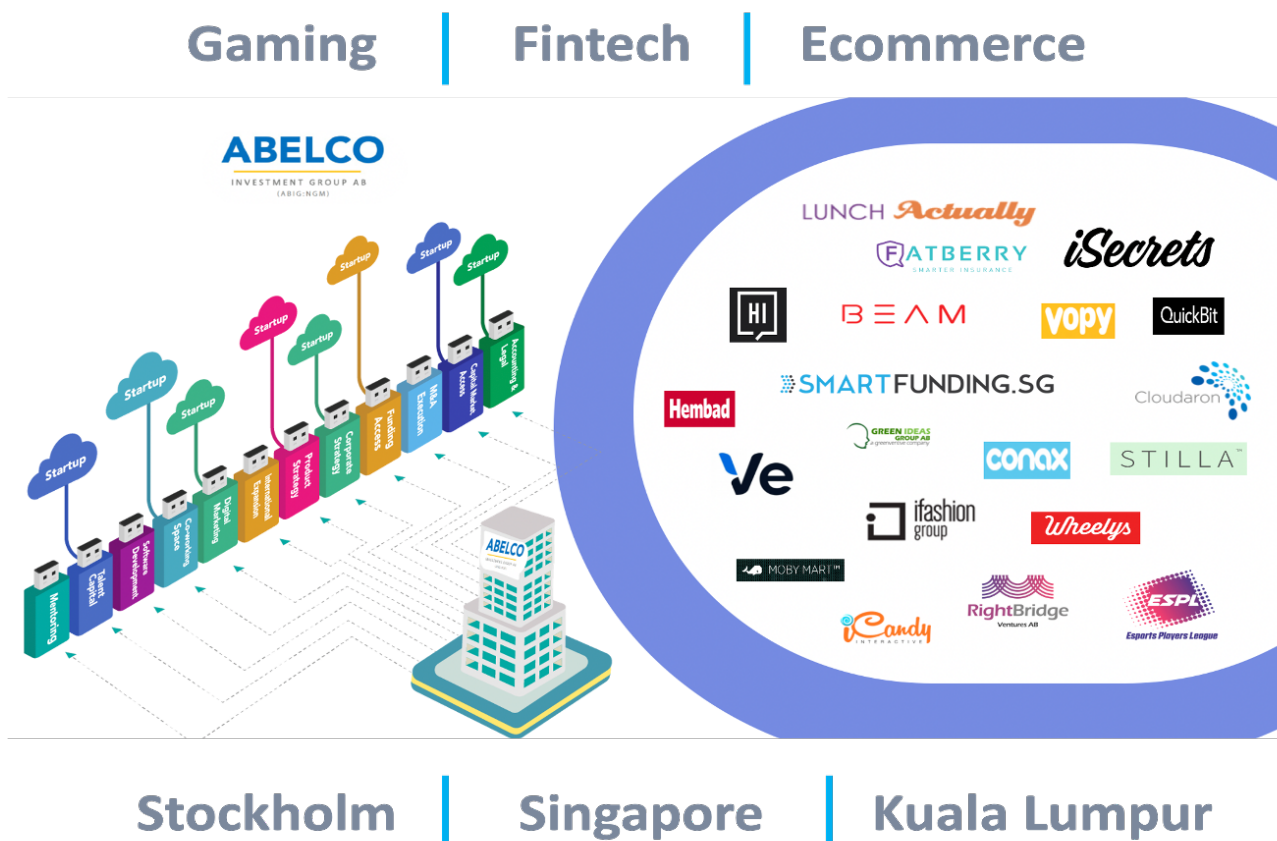 Gaming
Fintech
Ecommerce
ABELCO
INVESTMENT GROUP AB
(ABIG:NGM)
Startup
Startup
Startup
Startup
Startup
Startup
Startup
Startup
Mentoring
Talent
Capital
Software
Development
Co-working
Space
Digital
Marketing
International
Expansion
Product
Strategy
Corporate
Strategy
Funding
Access
M&A
Execution
Capital Market
Access
Accounting &
Legal
ABELCO
LUNCH Actually
FATBERRY
SMARTER INSURANCE
iSecrets
HI
BEAM
VOPY
QuickBit
SMARTFUNDING.SG
Cloudaron
Hembad
GREEN IDEAS
GROUP AB
a greenventive company
conax
STILLA™
Ve
ifashion
group
Wheelys
MOBY MART™
iCandy
INTERACTIVE
RightBridge
Ventures AB
ESPL
Esports Players League
Stockholm
Singapore
Kuala Lumpur